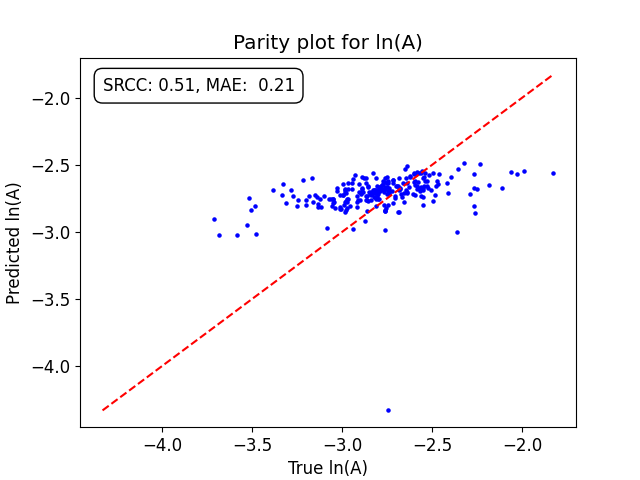 Parity plot for ln(A)
SRCC: 0.51, MAE:  0.21
Predicted ln(A)
−2.0
−2.5
−3.0
−3.5
−4.0
−4.0 −3.5 −3.0 −2.5 −2.0
True ln(A)